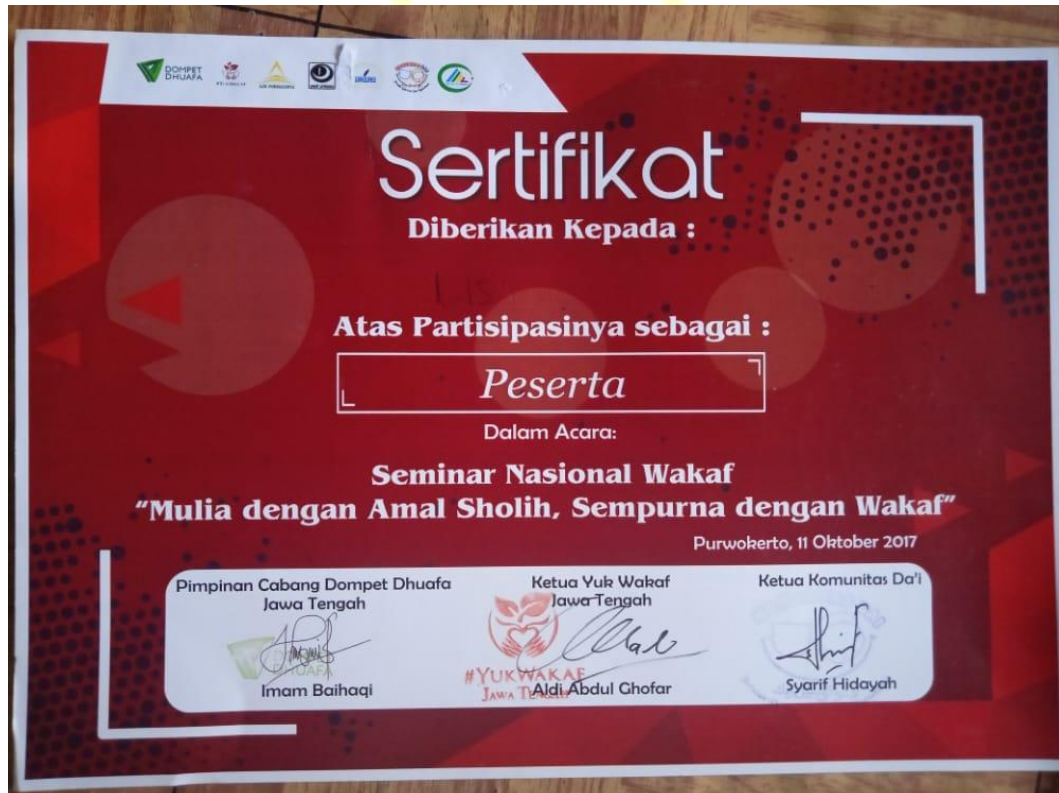 DOMPET
DHUAFA
Sertifikat
Diberikan Kepada :
Atas Partisipasinya sebagai :
Peserta
Dalam Acara:
Seminar Nasional Wakaf
"Mulia dengan Amal Sholih, Sempurna dengan Wakaf"
Purwokerto, 11 Oktober 2017
Pimpinan Cabang Dompet Dhuafa
Jawa Tengah
Imam Baihaqi
Ketua Yuk Wakaf
Jawa Tengah
#YUKWAKAF
JAWA TENGAH
Aldi Abdul Ghofar
Ketua Komunitas Da'i
Syarif Hidayah